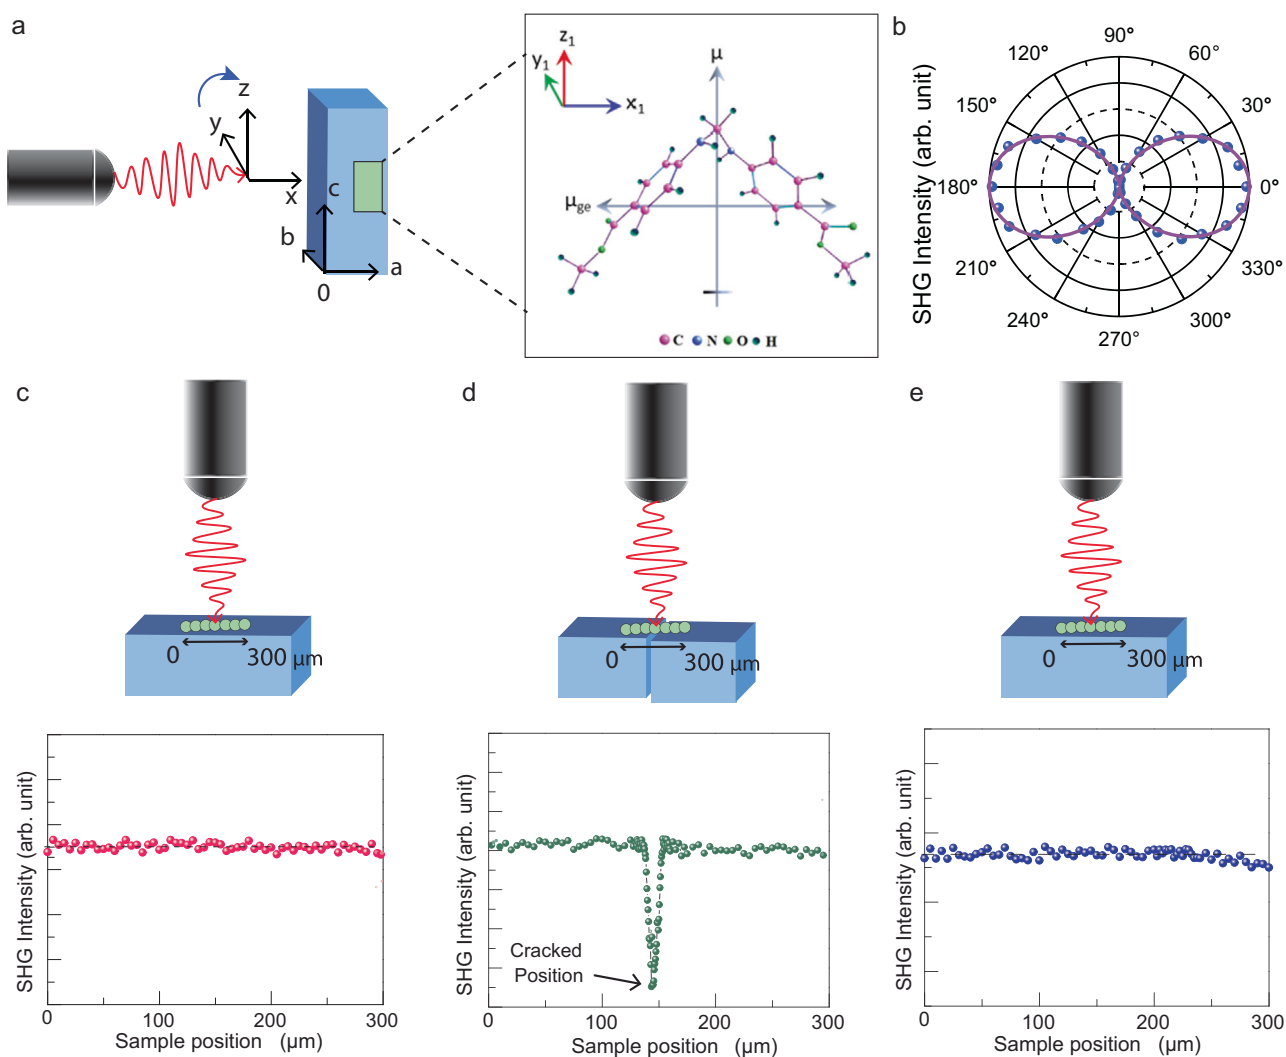 a
z
y
x
c
b
a
0
z1
y1
x1
μ
μge
C N O H
b
SHG Intensity (arb. unit)
90°
120°
60°
150°
30°
180°
0°
210°
330°
240°
300°
270°
c
0
300 μm
SHG Intensity (arb. unit)
0 100 200 300
Sample position (μm)
d
0
300 μm
SHG Intensity (arb. unit)
Cracked
Position
0 100 200 300
Sample position (μm)
e
0
300 μm
SHG Intensity (arb. unit)
0 100 200 300
Sample position (μm)